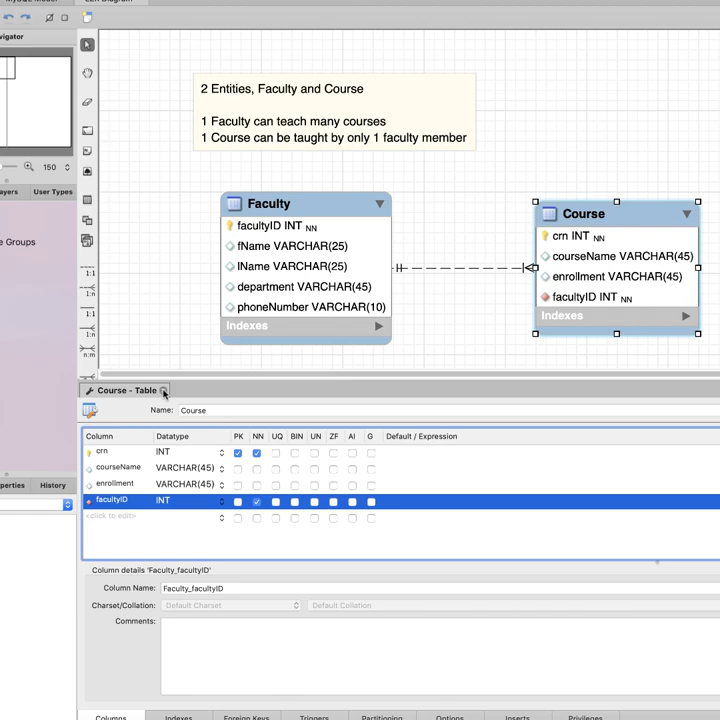 EER Diagram
vigator
2 Entities, Faculty and Course
1 Faculty can teach many courses
1 Course can be taught by only 1 faculty member
150
ayers
User Types
e Groups
Faculty
facultyID INT NN
fName VARCHAR(25)
lName VARCHAR(25)
department VARCHAR(45)
phoneNumber VARCHAR(10)
Indexes
Course
crn INT NN
courseName VARCHAR(45)
enrollment VARCHAR(45)
facultyID INT NN
Indexes
1:1
1:n
1:1
1:n
n:m
Course - Table
Name: Course
Column Datatype PK NN UQ BIN UN ZF AI G Default / Expression
crn INT
courseName VARCHAR(45)
enrollment VARCHAR(45)
facultyID INT
<click to edit>
perties
History
Column details 'Faculty_facultyID'
Column Name: Faculty_facultyID
Charset/Collation: Default Charset Default Collation
Comments:
Columns Indexes Foreign Keys Triggers Partitioning Options Inserts Privileges